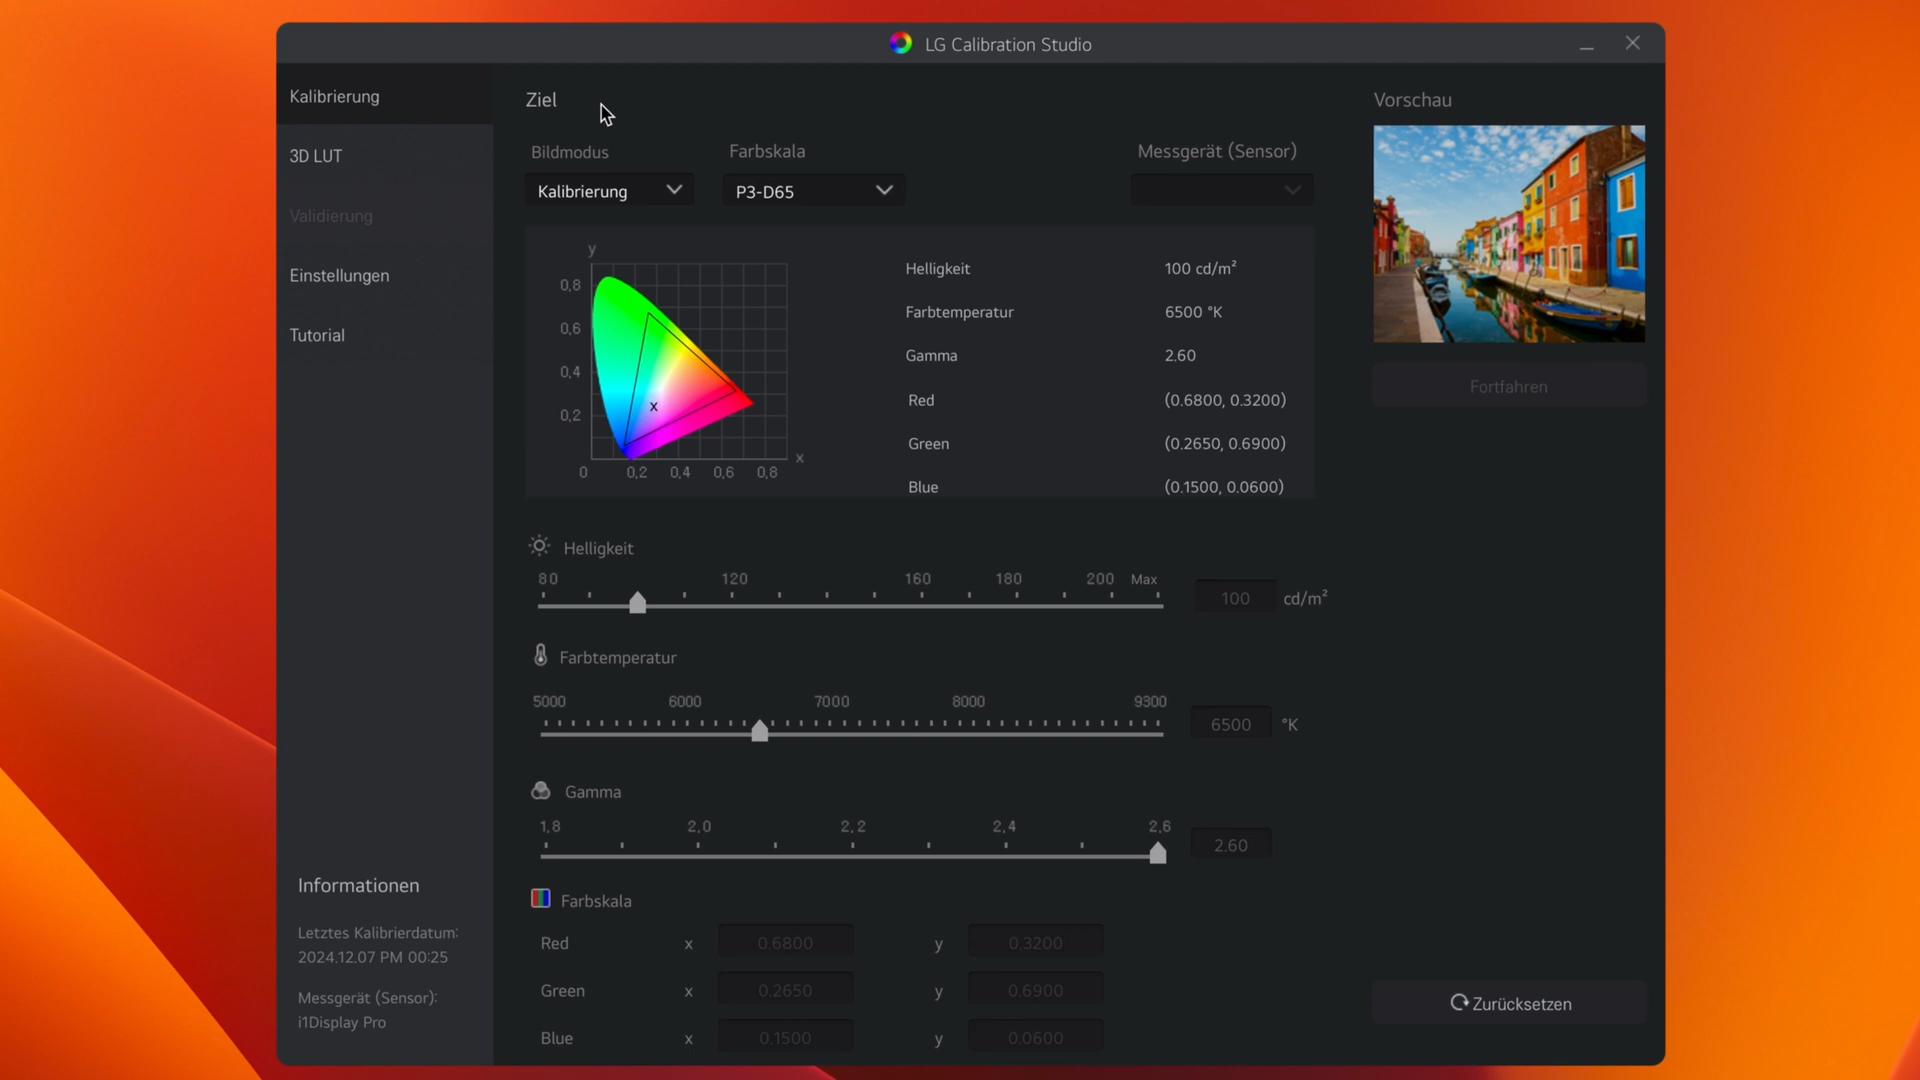 LG Calibration Studio
Kalibrierung
3D LUT
Validierung
Einstellungen
Tutorial
Informationen
Letztes Kalibrierdatum:
2024.12.07 PM 00:25
Messgerät (Sensor):
i1Display Pro
Ziel
Bildmodus
Farbskala
Messgerät (Sensor)
Kalibrierung
P3-D65
y
0,8
0,6
0,4
0,2
x
0 0,2 0,4 0,6 0,8
x
Helligkeit 100 cd/m²
Farbtemperatur 6500 °K
Gamma 2.60
Red (0.6800, 0.3200)
Green (0.2650, 0.6900)
Blue (0.1500, 0.0600)
Helligkeit
80 120 160 180 200 Max
100 cd/m²
Farbtemperatur
5000 6000 7000 8000 9300
6500 °K
Gamma
1,8 2,0 2,2 2,4 2,6
2.60
Farbskala
Red x 0.6800 y 0.3200
Green x 0.2650 y 0.6900
Blue x 0.1500 y 0.0600
Vorschau
Fortfahren
Zurücksetzen